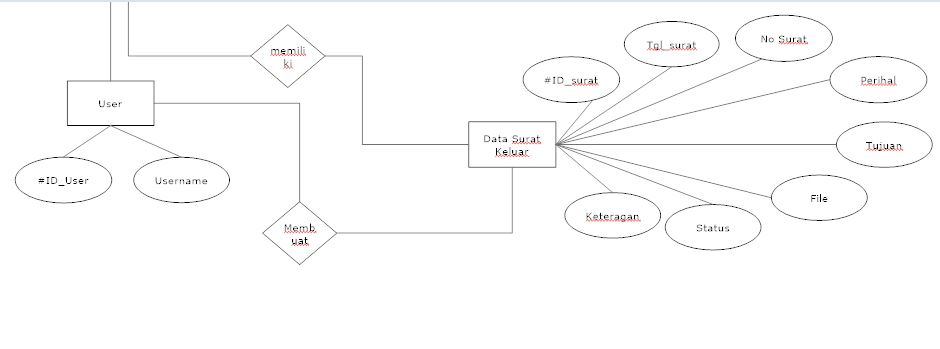 memili
ki
Tgl_surat
No Surat
#ID_surat
Perihal
User
Data Surat
Keluar
Tujuan
#ID_User
Username
File
Keteragan
Status
Memb
uat